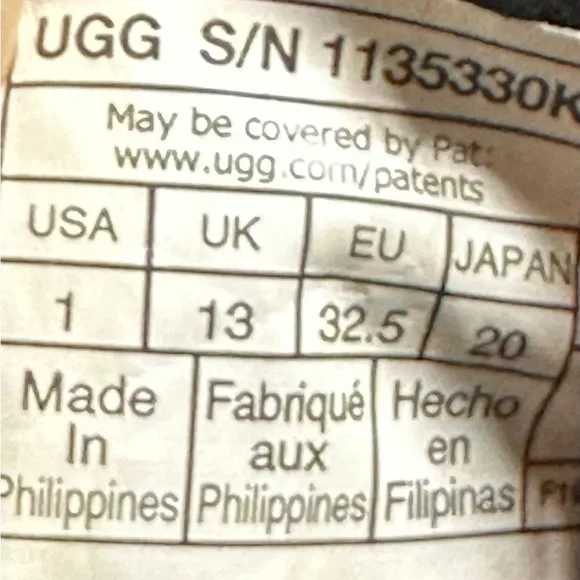 UGG S/N 1135330K
May be covered by Pat:
www.ugg.com/patents
USA UK EU JAPAN
1 13 32.5 20
Made Fabriqué Hecho
In aux en
Philippines Philippines Filipinas